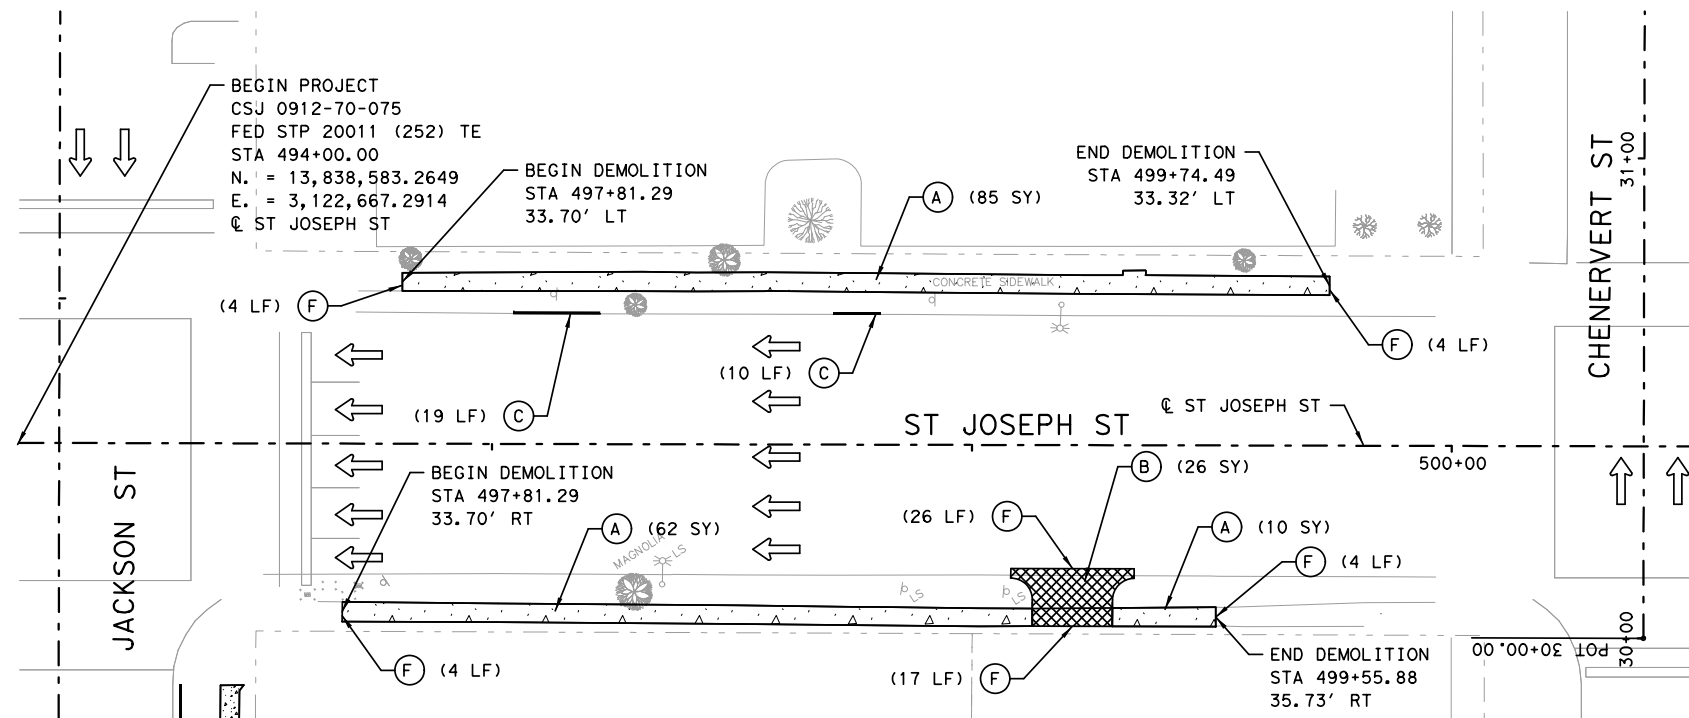 BEGIN PROJECT
CSJ 0912-70-075
FED STP 20011 (252) TE
STA 494+00.00
N. = 13,838,583.2649
E. = 3,122,667.2914
℄ ST JOSEPH ST
BEGIN DEMOLITION
STA 497+81.29
33.70' LT
A (85 SY)
END DEMOLITION
STA 499+74.49
33.32' LT
CHENERVERT ST
31+00
CONCRETE SIDEWALK
(4 LF) F
F (4 LF)
(10 LF) C
(19 LF) C
ST JOSEPH ST
℄ ST JOSEPH ST
500+00
JACKSON ST
BEGIN DEMOLITION
STA 497+81.29
33.70' RT
B (26 SY)
A (62 SY)
MAGNOLIA
LS
(26 LF) F
A (10 SY)
F (4 LF)
LS
LS
F (4 LF)
(17 LF) F
END DEMOLITION
STA 499+55.88
35.73' RT
POT 30+00.00
30+00